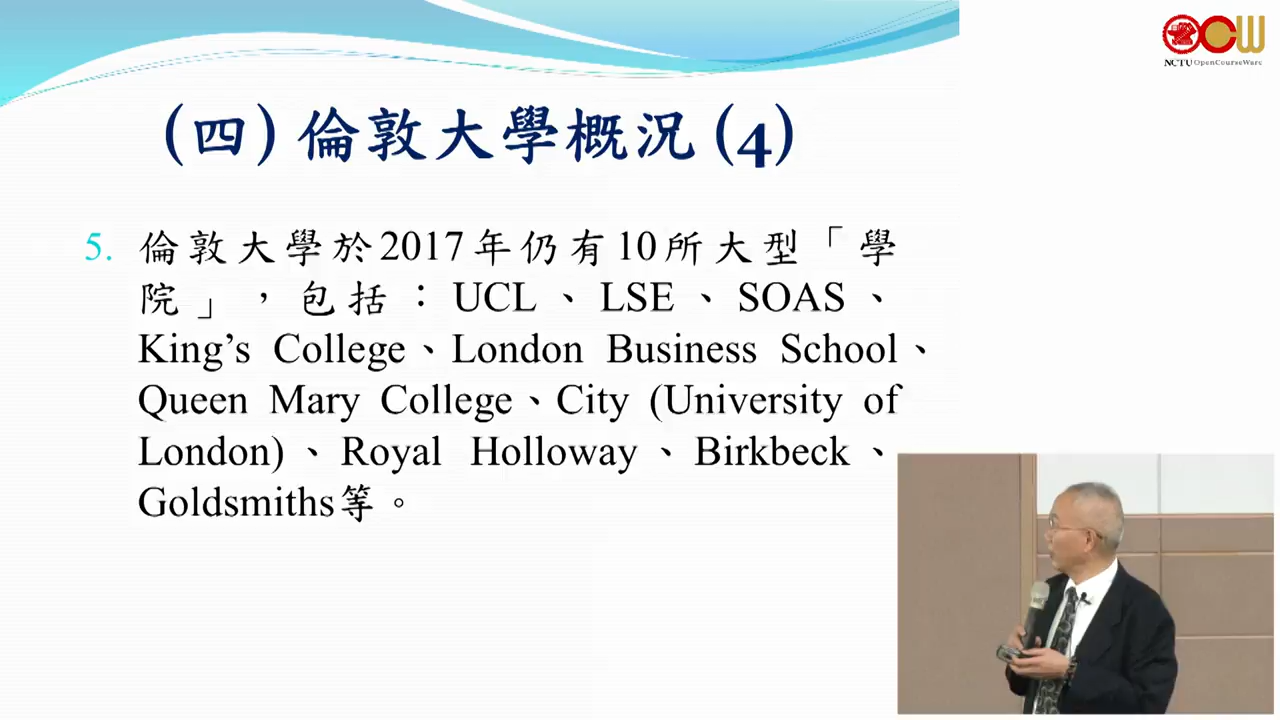 OCW
NCTU OpenCourseWare
(四) 倫敦大學概況 (4)
5. 倫敦大學於2017年仍有10所大型「學
院」，包括：UCL、LSE、SOAS、
King’s College、London Business School、
Queen Mary College、City (University of
London)、Royal Holloway、Birkbeck、
Goldsmiths等。